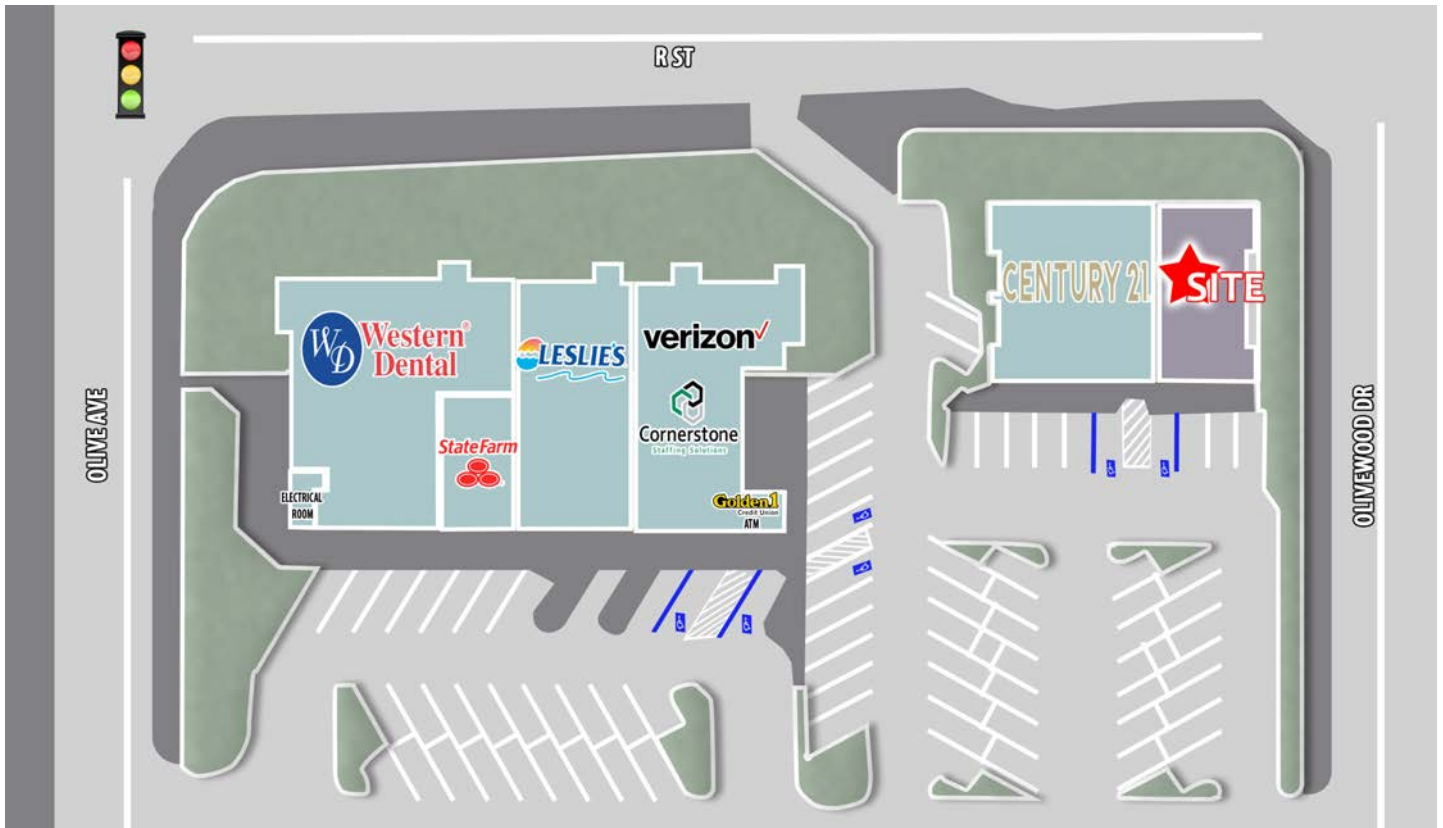 R ST
OLIVE AVE
OLIVEWOOD DR
WD Western®
Dental
LESLIE'S
verizon✓
CENTURY 21
SITE
Cornerstone
Staffing Solutions
StateFarm
ELECTRICAL
ROOM
Golden1
Credit Union
ATM